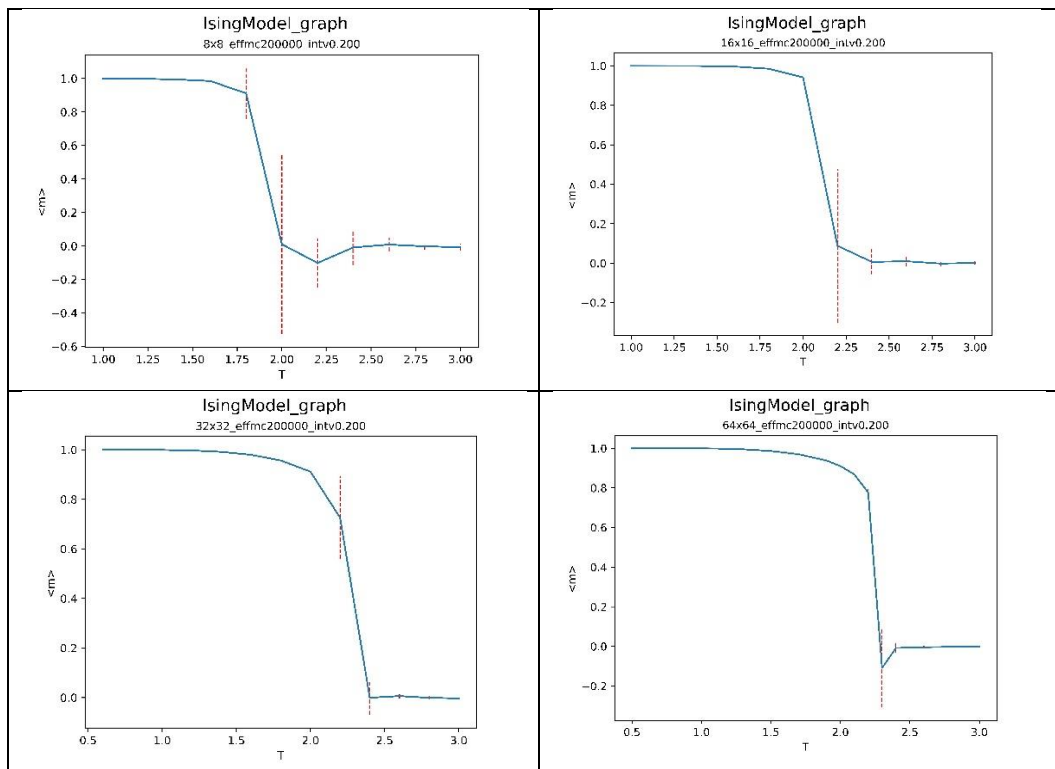 IsingModel_graph
8x8_effmc200000_intv0.200
1.0
0.8
0.6
0.4
0.2
0.0
−0.2
−0.4
−0.6
<m>
1.00 1.25 1.50 1.75 2.00 2.25 2.50 2.75 3.00
T
IsingModel_graph
16x16_effmc200000_intv0.200
1.0
0.8
0.6
0.4
0.2
0.0
−0.2
<m>
1.00 1.25 1.50 1.75 2.00 2.25 2.50 2.75 3.00
T
IsingModel_graph
32x32_effmc200000_intv0.200
1.0
0.8
0.6
0.4
0.2
0.0
<m>
0.5 1.0 1.5 2.0 2.5 3.0
T
IsingModel_graph
64x64_effmc200000_intv0.200
1.0
0.8
0.6
0.4
0.2
0.0
−0.2
<m>
0.5 1.0 1.5 2.0 2.5 3.0
T